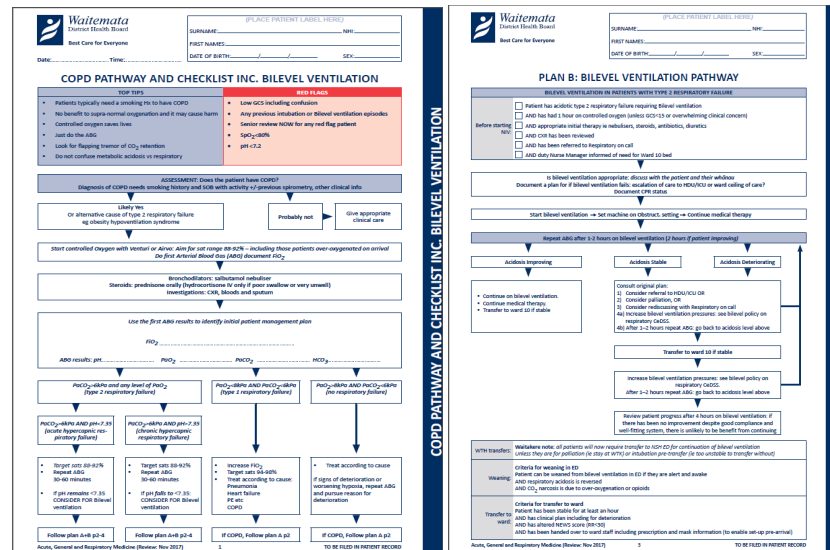 Waitemata
District Health Board
Best Care for Everyone
Date: Time:
(PLACE PATIENT LABEL HERE)
SURNAME: NHI:
FIRST NAMES:
DATE OF BIRTH: / / SEX:
COPD PATHWAY AND CHECKLIST INC. BILEVEL VENTILATION
TOP TIPS
• Patients typically need a smoking Hx to have COPD
• No benefit to supra-normal oxygenation and it may cause harm
• Controlled oxygen saves lives
• Just do the ABG
• Look for flapping tremor of CO2 retention
• Do not confuse metabolic acidosis vs respiratory
RED FLAGS
• Low GCS including confusion
• Any previous intubation or Bilevel ventilation episodes
• Senior review NOW for any red flag patient
• SpO2<80%
• pH <7.2
ASSESSMENT: Does the patient have COPD?
Diagnosis of COPD needs smoking history and SOB with activity +/-previous spirometry, other clinical info
Likely Yes
Or alternative cause of type 2 respiratory failure
eg obesity hypoventilation syndrome
Probably not
Give appropriate
clinical care
Start controlled Oxygen with Venturi or Airvo: Aim for sat range 88-92% – including those patients over-oxygenated on arrival
Do first Arterial Blood Gas (ABG) document FiO2
Bronchodilators: salbutamol nebuliser
Steroids: prednisone orally (hydrocortisone IV only if poor swallow or very unwell)
Investigations: CXR, bloods and sputum
Use the first ABG results to identify initial patient management plan
FiO2
ABG results: pH PaO2 PaCO2 HCO3
PaCO2>6kPa and any level of PaO2
(type 2 respiratory failure)
PaO2<8kPa AND PaCO2<6kPa
(type 1 respiratory failure)
PaO2>8kPa AND PaCO2<6kPa
(no respiratory failure)
PaCO2>6kPa AND pH<7.35
(acute hypercapnic res-
piratory failure)
PaCO2>6kPa AND pH>7.35
(chronic hypercapnic
respiratory failure)
• Target sats 88-92%
• Repeat ABG
30-60 minutes
• if pH remains <7.35
CONSIDER FOR Bilevel
ventilation
• Target sats 88-92%
• Repeat ABG
30-60 minutes
• if pH falls to <7.35:
CONSIDER FOR Bilevel
ventilation
• Increase FiO2
• Target sats 94-98%
• Treat according to cause:
Pneumonia
Heart failure
PE etc
COPD
• Treat according to cause
If signs of deterioration or
worsening hypoxia, repeat ABG
and pursue reason for
deterioration
Follow plan A+B p2-4
Follow plan A+B p2-4
If COPD, Follow plan A p2
If COPD, Follow plan A p2
Acute, General and Respiratory Medicine (Review: Nov 2017) 1 TO BE FILED IN PATIENT RECORD
COPD PATHWAY AND CHECKLIST INC. BILEVEL VENTILATION
Waitemata
District Health Board
Best Care for Everyone
(PLACE PATIENT LABEL HERE)
SURNAME: NHI:
FIRST NAMES:
DATE OF BIRTH: / / SEX:
PLAN B: BILEVEL VENTILATION PATHWAY
BILEVEL VENTILATION IN PATIENTS WITH TYPE 2 RESPIRATORY FAILURE
Before starting
NIV:
Patient has acidotic type 2 respiratory failure requiring Bilevel ventilation
AND has had 1 hour on controlled oxygen (unless GCS<15 or overwhelming clinical concern)
AND appropriate initial therapy ie nebulisers, steroids, antibiotics, diuretics
AND CXR has been reviewed
AND has been referred to Respiratory on call
AND duty Nurse Manager informed of need for Ward 10 bed
Is bilevel ventilation appropriate: discuss with the patient and their whānau
Document a plan for if bilevel ventilation fails: escalation of care to HDU/ICU or ward ceiling of care?
Document CPR status
Start bilevel ventilation → Set machine on Obstruct. setting → Continue medical therapy
Repeat ABG after 1-2 hours on bilevel ventilation (2 hours if patient improving)
Acidosis Improving
Acidosis Stable
Acidosis Deteriorating
• Continue on bilevel ventilation.
• Continue medical therapy.
• Transfer to ward 10 if stable
Consult original plan:
1) Consider referral to HDU/ICU OR
2) Consider palliation, OR
3) Consider rediscussing with Respiratory on call
4a) Increase bilevel ventilation pressures: see bilevel policy on
respiratory CeDSS.
4b) After 1–2 hours repeat ABG: go back to acidosis level above
Transfer to ward 10 if stable
Increase bilevel ventilation pressures: see bilevel policy on
respiratory CeDSS.
After 1–2 hours repeat ABG: go back to acidosis level above
Review patient progress after 4 hours on bilevel ventilation: if
there has been no improvement despite good compliance and
well-fitting system, there is unlikely to be benefit from continuing
WTH transfers:
Waitakere note: all patients will now require transfer to NSH ED for continuation of bilevel ventilation
Unless they are for palliation (ie stay at WTK) or intubation pre-transfer (ie too unstable to transfer without)
Weaning:
Criteria for weaning in ED
Patient can be weaned from bilevel ventilation in ED if they are alert and awake
AND respiratory acidosis is reversed
AND CO2 narcosis is due to over-oxygenation or opioids
Transfer to
ward:
Criteria for transfer to ward
Patient has been stable for at least an hour
AND has clinical plan including for deterioration
AND has altered NEWS score (RR<30)
AND has been handed over to ward staff including prescription and mask information (to enable set-up pre-arrival)
Acute, General and Respiratory Medicine (Review: Nov 2017) 3 TO BE FILED IN PATIENT RECORD